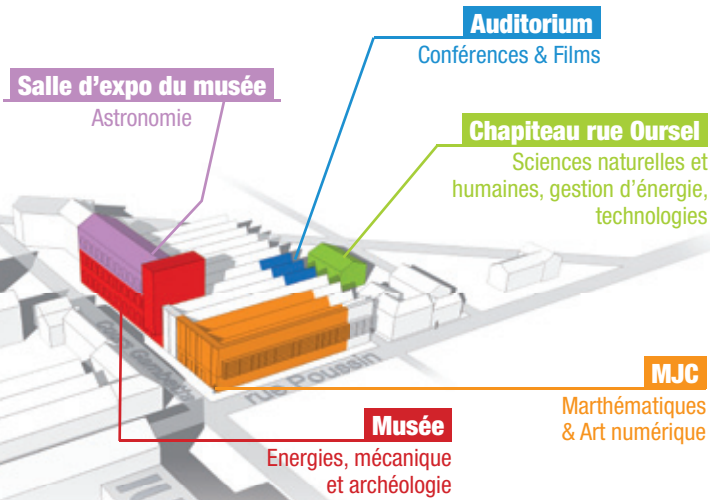 Auditorium
Conférences & Films
Salle d'expo du musée
Astronomie
Chapiteau rue Oursel
Sciences naturelles et
humaines, gestion d'énergie,
technologies
rue Poussin
MJC
Marthématiques
& Art numérique
Musée
Energies, mécanique
et archéologie